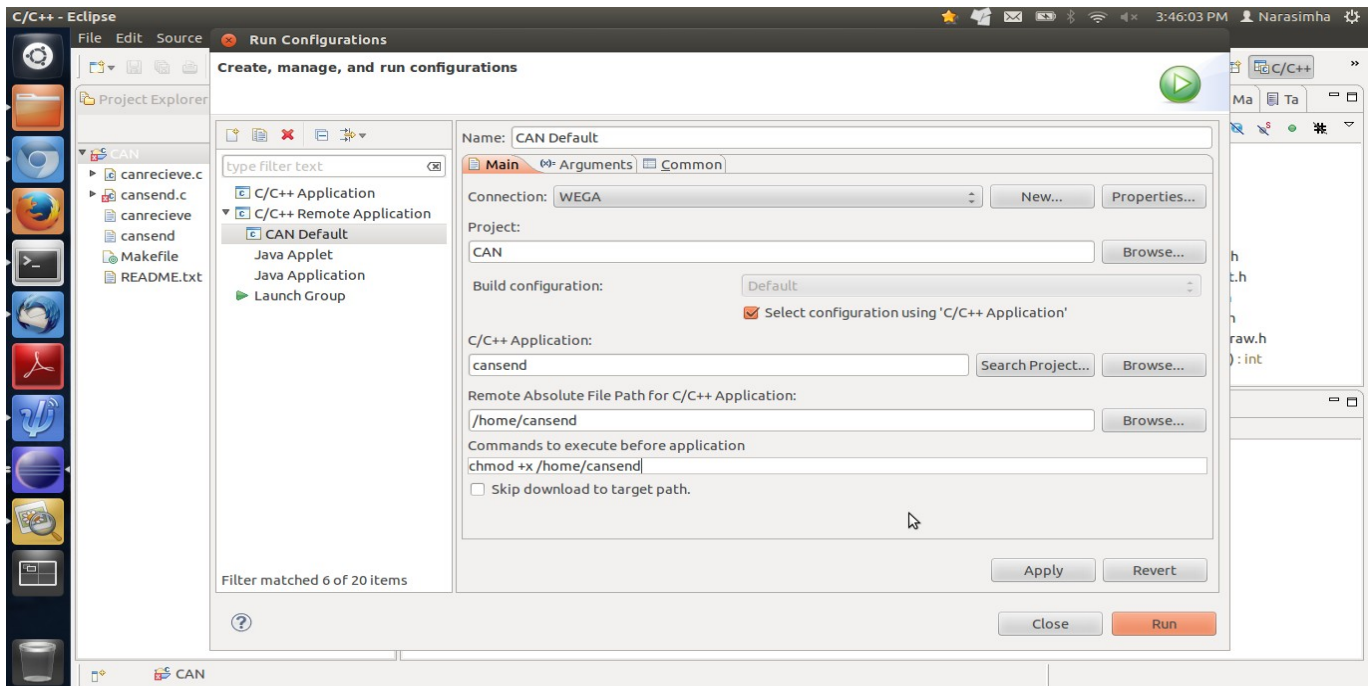 C/C++ - Eclipse
3:46:03 PM Narasimha
File Edit Source
Run Configurations
Create, manage, and run configurations
C/C++ »
Project Explorer
Ma Ta
CAN
canrecieve.c
cansend.c
canrecieve
cansend
Makefile
README.txt
type filter text
C/C++ Application
C/C++ Remote Application
CAN Default
Java Applet
Java Application
Launch Group
Filter matched 6 of 20 items
Name: CAN Default
Main Arguments Common
Connection: WEGA New... Properties...
Project:
CAN Browse...
Build configuration: Default
Select configuration using 'C/C++ Application'
C/C++ Application:
cansend Search Project... Browse...
Remote Absolute File Path for C/C++ Application:
/home/cansend Browse...
Commands to execute before application
chmod +x /home/cansend
Skip download to target path.
Apply Revert
Close Run
h
t.h
raw.h
) : int
CAN